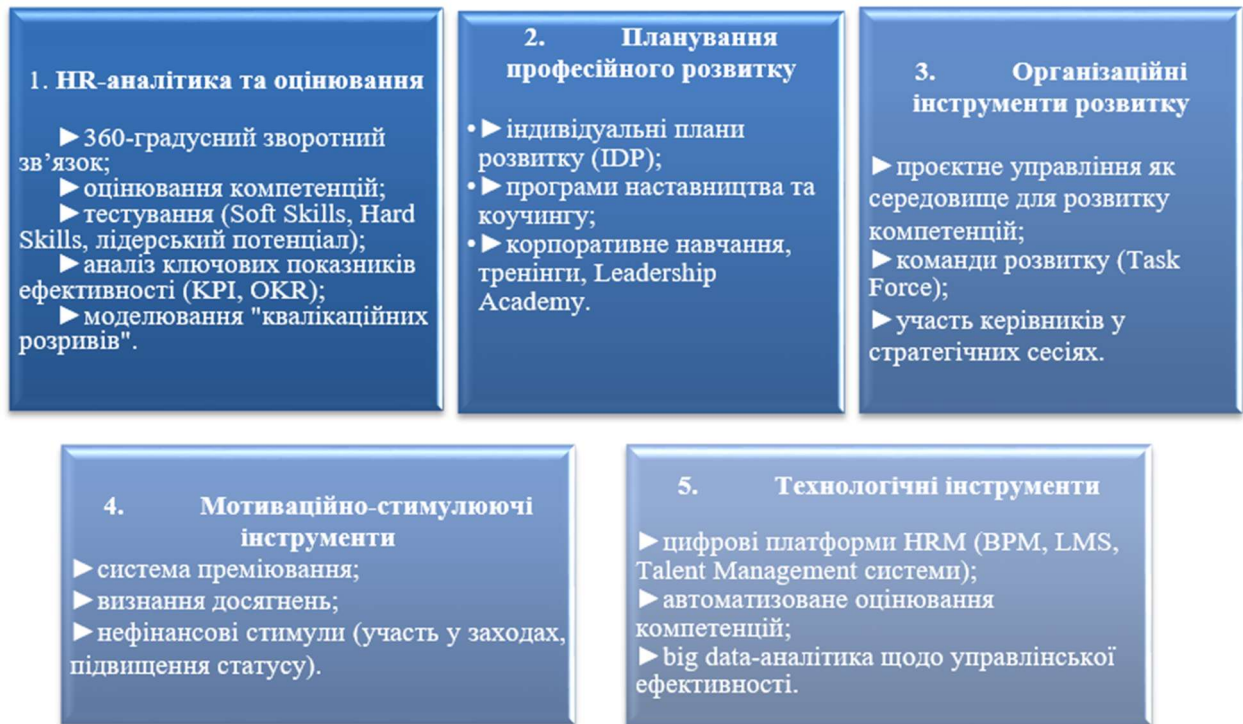 1. HR-аналітика та оцінювання
►360-градусний зворотний
зв’язок;
►оцінювання компетенцій;
►тестування (Soft Skills, Hard
Skills, лідерський потенціал);
►аналіз ключових показників
ефективності (KPI, OKR);
►моделювання "квалікаційних
розривів".
2. Планування
професійного розвитку
•►індивідуальні плани
розвитку (IDP);
•►програми наставництва та
коучингу;
•►корпоративне навчання,
тренінги, Leadership
Academy.
3. Організаційні
інструменти розвитку
►проєктне управління як
середовище для розвитку
компетенцій;
►команди розвитку (Task
Force);
►участь керівників у
стратегічних сесіях.
4. Мотиваційно-стимулюючі
інструменти
►система преміювання;
►визнання досягнень;
►нефінансові стимули (участь у заходах,
підвищення статусу).
5. Технологічні інструменти
►цифрові платформи HRM (BPM, LMS,
Talent Management системи);
►автоматизоване оцінювання
компетенцій;
►big data-аналітика щодо управлінської
ефективності.